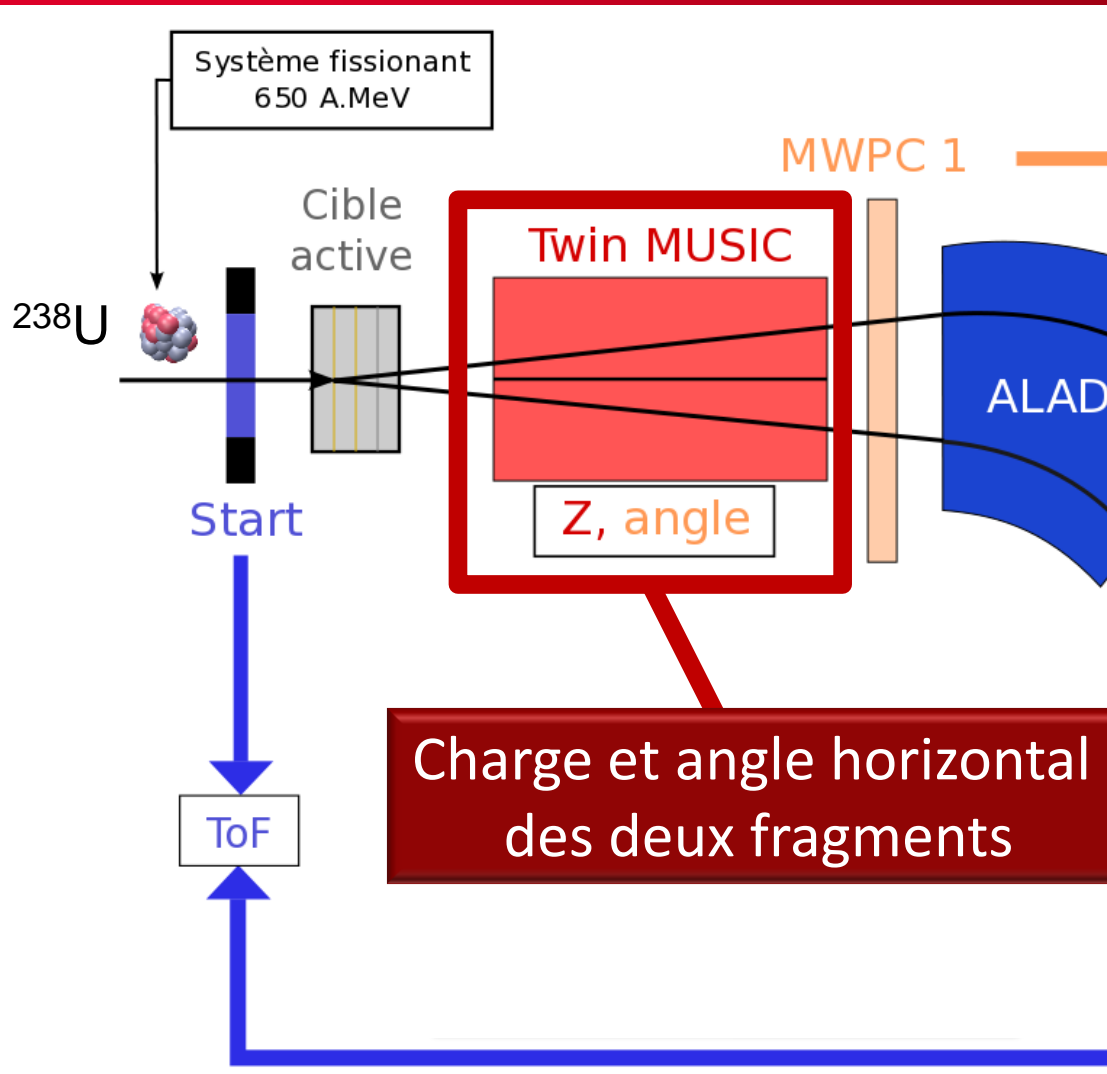 Système fissionant
650 A.MeV
MWPC 1
Cible
active
Twin MUSIC
²³⁸U
ALAD
Z, angle
Start
Charge et angle horizontal
des deux fragments
ToF